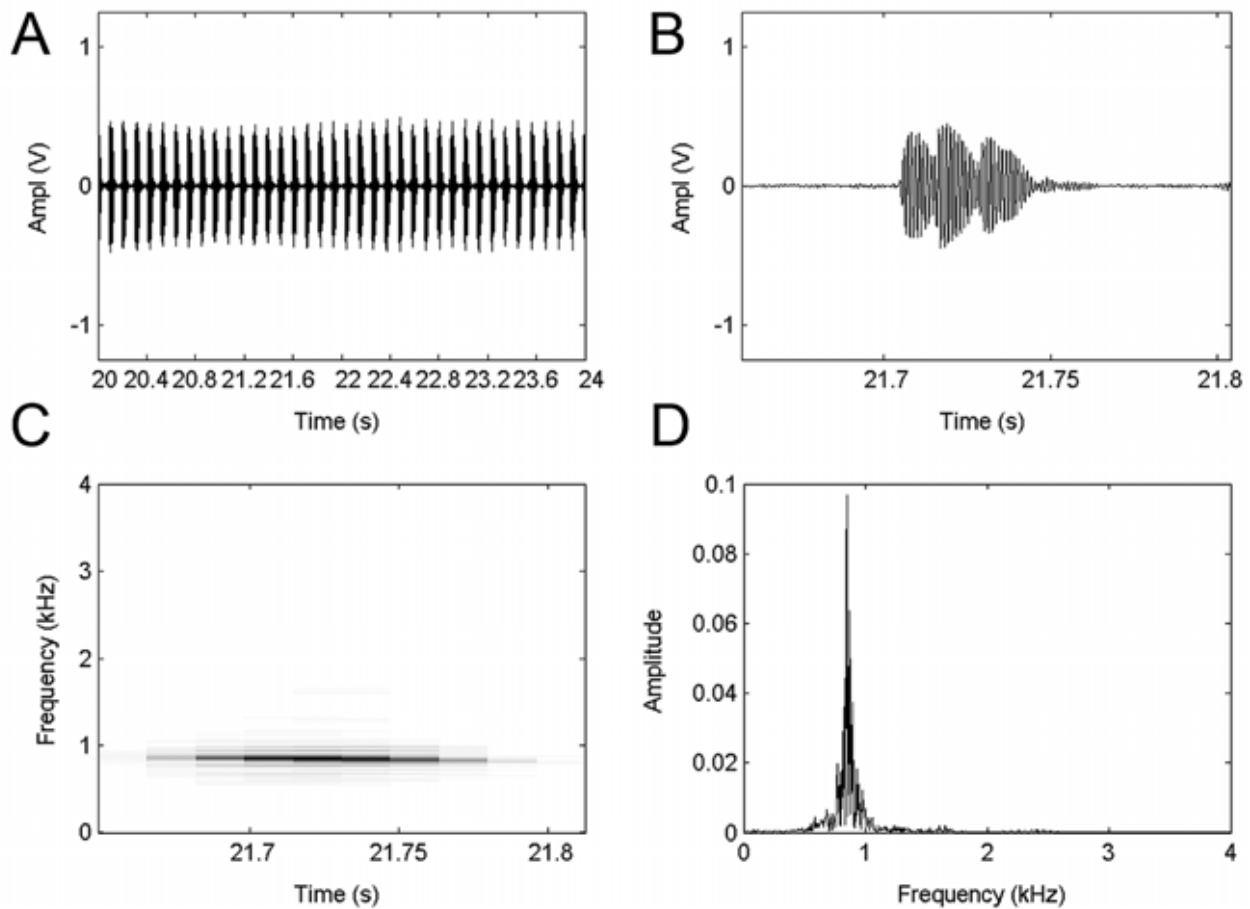 A
1
0
-1
Ampl (V)
20 20.4 20.8 21.2 21.6 22 22.4 22.8 23.2 23.6 24
Time (s)
B
1
0
-1
Ampl (V)
21.7 21.75 21.8
Time (s)
C
4
3
2
1
0
Frequency (kHz)
21.7 21.75 21.8
Time (s)
D
0.1
0.08
0.06
0.04
0.02
0
Amplitude
0 1 2 3 4
Frequency (kHz)